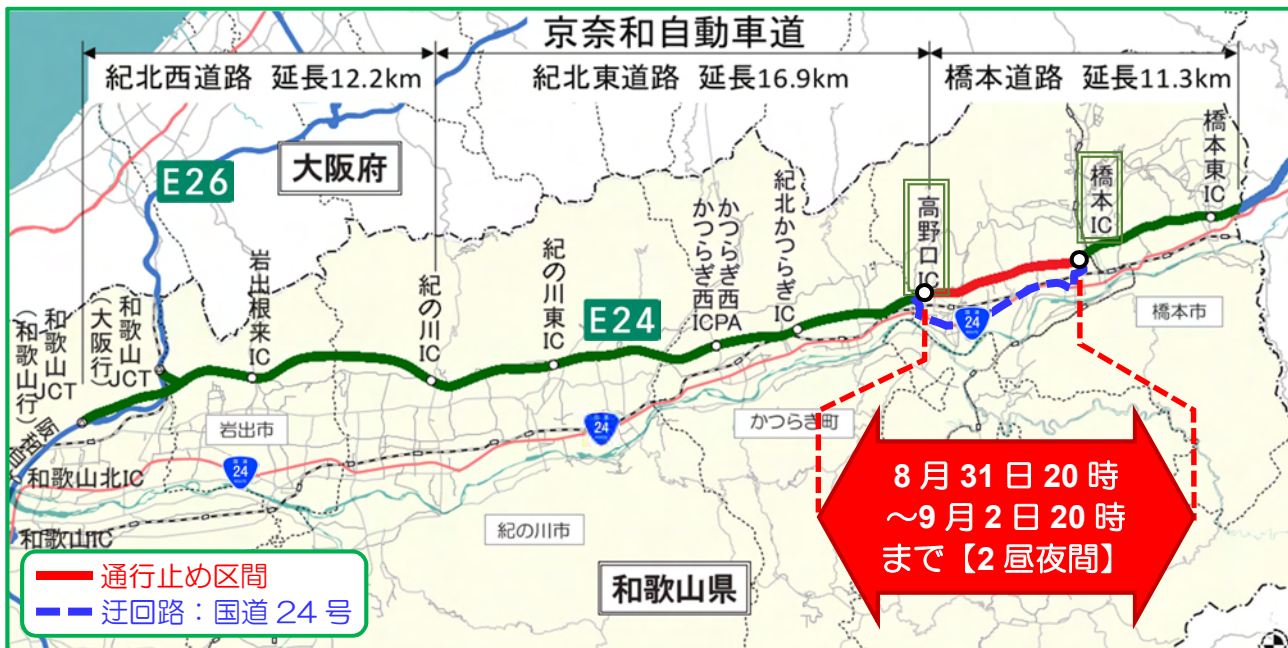 京奈和自動車道
紀北西道路 延長12.2km
紀北東道路 延長16.9km
橋本道路 延長11.3km
大阪府
E26
橋本東IC
橋本IC
高野口IC
紀北かつらぎIC
かつらぎ西PA
かつらぎ西IC
紀の川東IC
紀の川IC
岩出根来IC
和歌山JCT
(大阪行)
和歌山JCT
(和歌山行)
E24
24
橋本市
かつらぎ町
岩出市
24
ROUTE
24
ROUTE
和歌山北IC
和歌山IC
紀の川市
和歌山県
8月31日20時
～9月2日20時
まで【2昼夜間】
通行止め区間
迂回路：国道24号